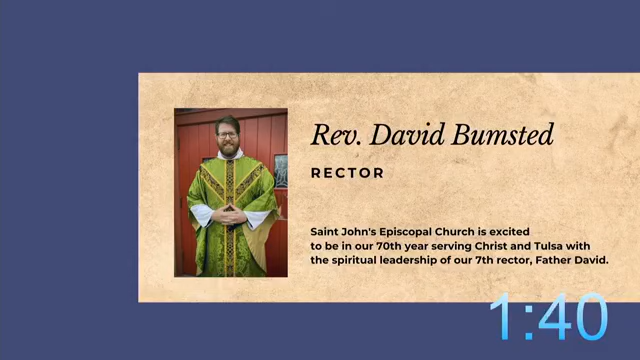 Rev. David Bumsted
RECTOR
Saint John's Episcopal Church is excited
to be in our 70th year serving Christ and Tulsa with
the spiritual leadership of our 7th rector, Father David.
1:40